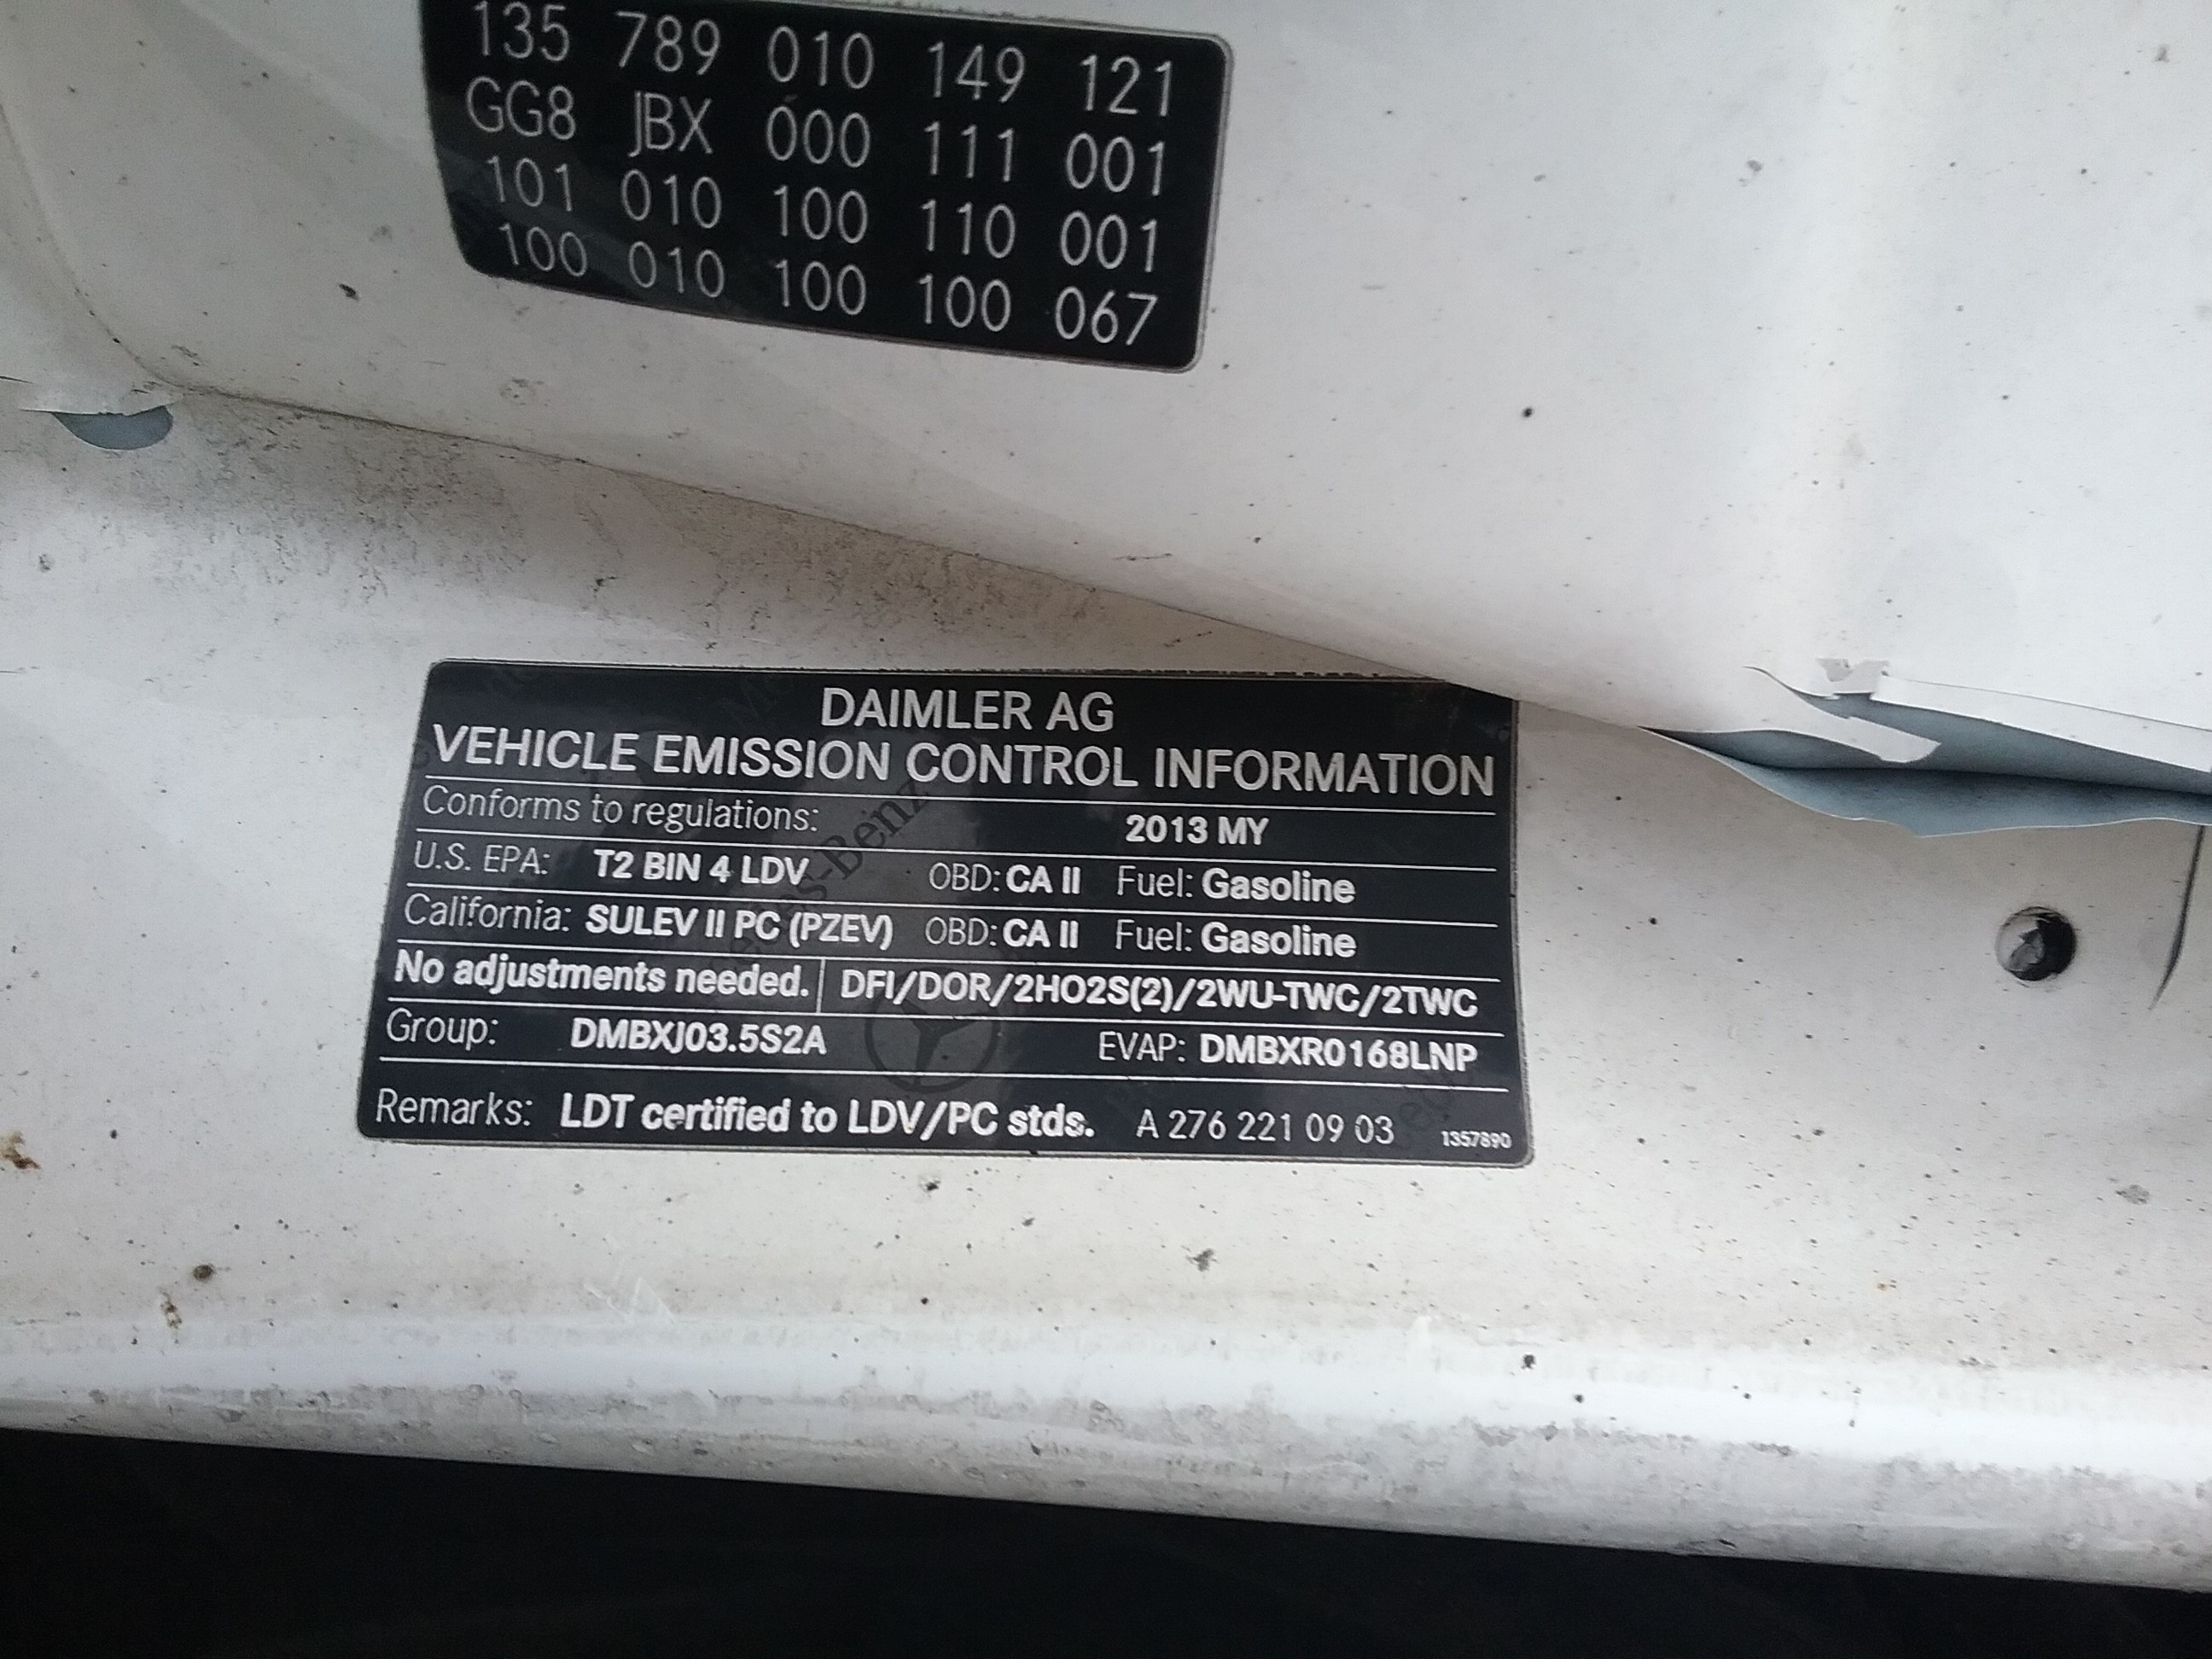 135 789 010 149 121
GG8 JBX 000 111 001
101 010 100 110 001
100 010 100 100 067
DAIMLER AG
VEHICLE EMISSION CONTROL INFORMATION
Conforms to regulations: 2013 MY
U.S. EPA: T2 BIN 4 LDV OBD: CA II Fuel: Gasoline
California: SULEV II PC (PZEV) OBD: CA II Fuel: Gasoline
No adjustments needed. DFI/DOR/2HO2S(2)/2WU-TWC/2TWC
Group: DMBXJ03.5S2A EVAP: DMBXR0168LNP
Remarks: LDT certified to LDV/PC stds. A 276 221 09 03 1357890